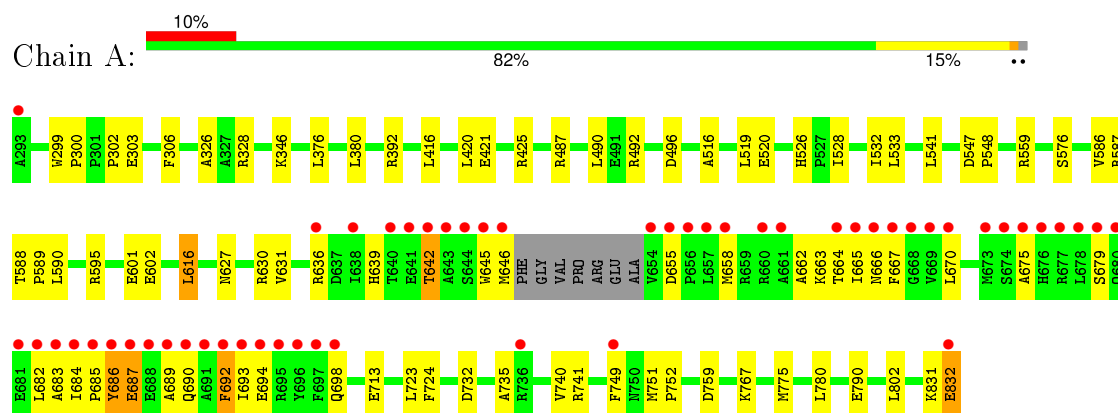 10%
Chain A:
82% 15% ••
A293 W299 P300 P301 P302 E303 F306 A326 A327 R328 K346 L376 L380 R392 L416 L420 E421 R425 R487 L490 E491 R492 D496 A516 L519 E520 H526 P527 I528 I532 L533 L541 D547 P548 R559 S576 V586 R587
T588 P589 L590 R595 E601 E602 L616 N627 R630 V631 R636 D637 I638 H639 T640 E641 T642 A643 S644 W645 M646 PHE GLY VAL PRO ARG GLU ALA V654 D655 P656 L657 M658 R659 R660 A661 A662 K663 T664 I665 N666 F667 G668 V669 L670 M673 S674 A675 H676 R677 L678 S679 Q680
E681 L682 A683 I684 P685 Y686 E687 E688 A689 Q690 A691 F692 I693 E694 R695 Y696 F697 Q698 E713 L723 F724 D732 A735 R736 V740 R741 F749 N750 M751 P752 D759 K767 M775 L780 E790 L802 K831 E832